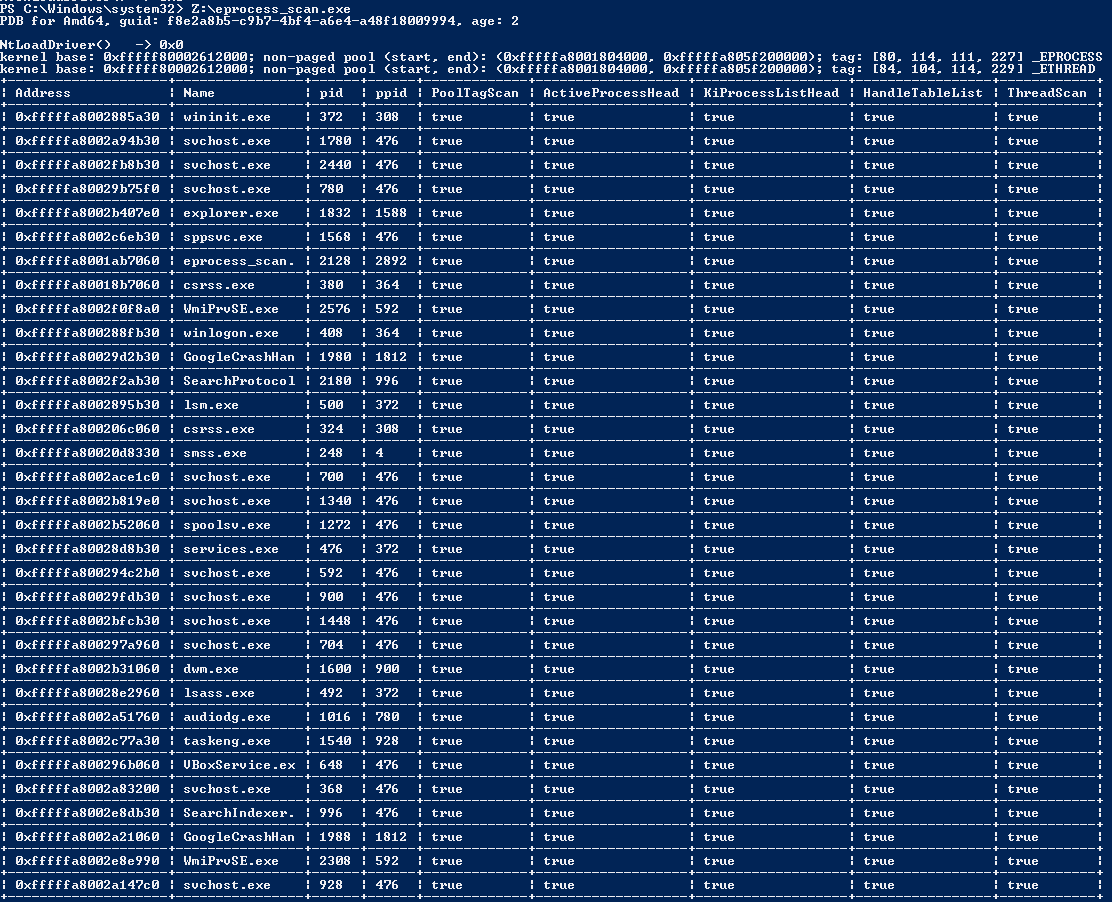 PS C:\Windows\system32> Z:\eprocess_scan.exe
PDB for Amd64, guid: f8e2a8b5-c9b7-4bf4-a6e4-a48f18009994, age: 2
NtLoadDriver()   -> 0x0
kernel base: 0xfffff80002612000; non-paged pool (start, end): (0xfffffa8001804000, 0xfffffa805f200000); tag: [80, 114, 111, 227] _EPROCESS
kernel base: 0xfffff80002612000; non-paged pool (start, end): (0xfffffa8001804000, 0xfffffa805f200000); tag: [84, 104, 114, 229] _ETHREAD
| Address | Name | pid | ppid | PoolTagScan | ActiveProcessHead | KiProcessListHead | HandleTableList | ThreadScan |
| 0xfffffa8002885a30 | wininit.exe | 372 | 308 | true | true | true | true | true |
| 0xfffffa8002a94b30 | svchost.exe | 1780 | 476 | true | true | true | true | true |
| 0xfffffa8002fb8b30 | svchost.exe | 2440 | 476 | true | true | true | true | true |
| 0xfffffa80029b75f0 | svchost.exe | 780 | 476 | true | true | true | true | true |
| 0xfffffa8002b407e0 | explorer.exe | 1832 | 1588 | true | true | true | true | true |
| 0xfffffa8002c6eb30 | sppsvc.exe | 1568 | 476 | true | true | true | true | true |
| 0xfffffa8001ab7060 | eprocess_scan. | 2128 | 2892 | true | true | true | true | true |
| 0xfffffa80018b7060 | csrss.exe | 380 | 364 | true | true | true | true | true |
| 0xfffffa8002f0f8a0 | WmiPrvSE.exe | 2576 | 592 | true | true | true | true | true |
| 0xfffffa800288fb30 | winlogon.exe | 408 | 364 | true | true | true | true | true |
| 0xfffffa80029d2b30 | GoogleCrashHan | 1980 | 1812 | true | true | true | true | true |
| 0xfffffa8002f2ab30 | SearchProtocol | 2180 | 996 | true | true | true | true | true |
| 0xfffffa8002895b30 | lsm.exe | 500 | 372 | true | true | true | true | true |
| 0xfffffa800206c060 | csrss.exe | 324 | 308 | true | true | true | true | true |
| 0xfffffa80020d8330 | smss.exe | 248 | 4 | true | true | true | true | true |
| 0xfffffa8002ace1c0 | svchost.exe | 700 | 476 | true | true | true | true | true |
| 0xfffffa8002b819e0 | svchost.exe | 1340 | 476 | true | true | true | true | true |
| 0xfffffa8002b52060 | spoolsv.exe | 1272 | 476 | true | true | true | true | true |
| 0xfffffa80028d8b30 | services.exe | 476 | 372 | true | true | true | true | true |
| 0xfffffa800294c2b0 | svchost.exe | 592 | 476 | true | true | true | true | true |
| 0xfffffa80029fdb30 | svchost.exe | 900 | 476 | true | true | true | true | true |
| 0xfffffa8002bfcb30 | svchost.exe | 1448 | 476 | true | true | true | true | true |
| 0xfffffa800297a960 | svchost.exe | 704 | 476 | true | true | true | true | true |
| 0xfffffa8002b31060 | dwm.exe | 1600 | 900 | true | true | true | true | true |
| 0xfffffa80028e2960 | lsass.exe | 492 | 372 | true | true | true | true | true |
| 0xfffffa8002a51760 | audiodg.exe | 1016 | 780 | true | true | true | true | true |
| 0xfffffa8002c77a30 | taskeng.exe | 1540 | 928 | true | true | true | true | true |
| 0xfffffa800296b060 | VBoxService.ex | 648 | 476 | true | true | true | true | true |
| 0xfffffa8002a83200 | svchost.exe | 368 | 476 | true | true | true | true | true |
| 0xfffffa8002e8db30 | SearchIndexer. | 996 | 476 | true | true | true | true | true |
| 0xfffffa8002a21060 | GoogleCrashHan | 1988 | 1812 | true | true | true | true | true |
| 0xfffffa8002e8e990 | WmiPrvSE.exe | 2308 | 592 | true | true | true | true | true |
| 0xfffffa8002a147c0 | svchost.exe | 928 | 476 | true | true | true | true | true |